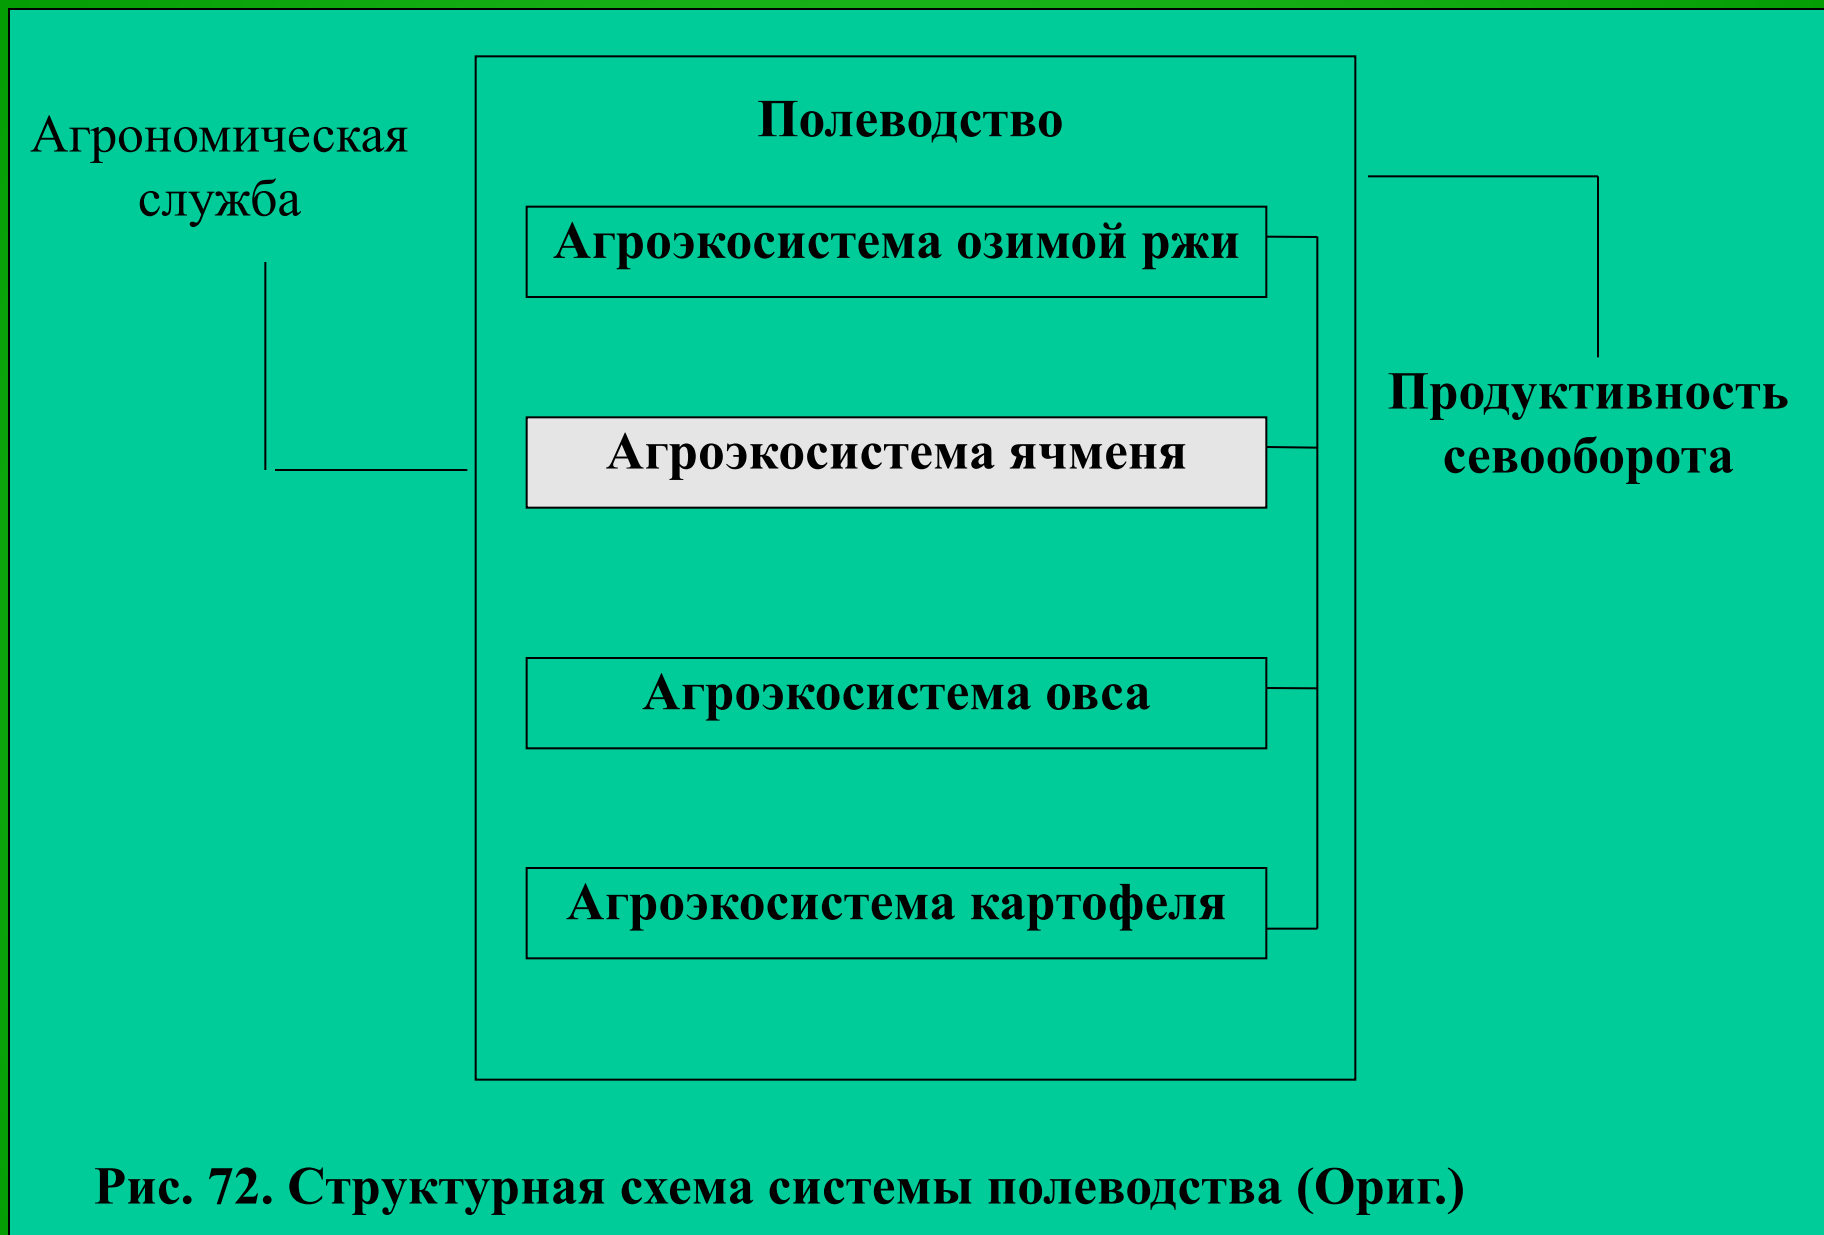 Агрономическая
служба
Полеводство
Агроэкосистема озимой ржи
Агроэкосистема ячменя
Агроэкосистема овса
Агроэкосистема картофеля
Продуктивность
севооборота
Рис. 72. Структурная схема системы полеводства (Ориг.)